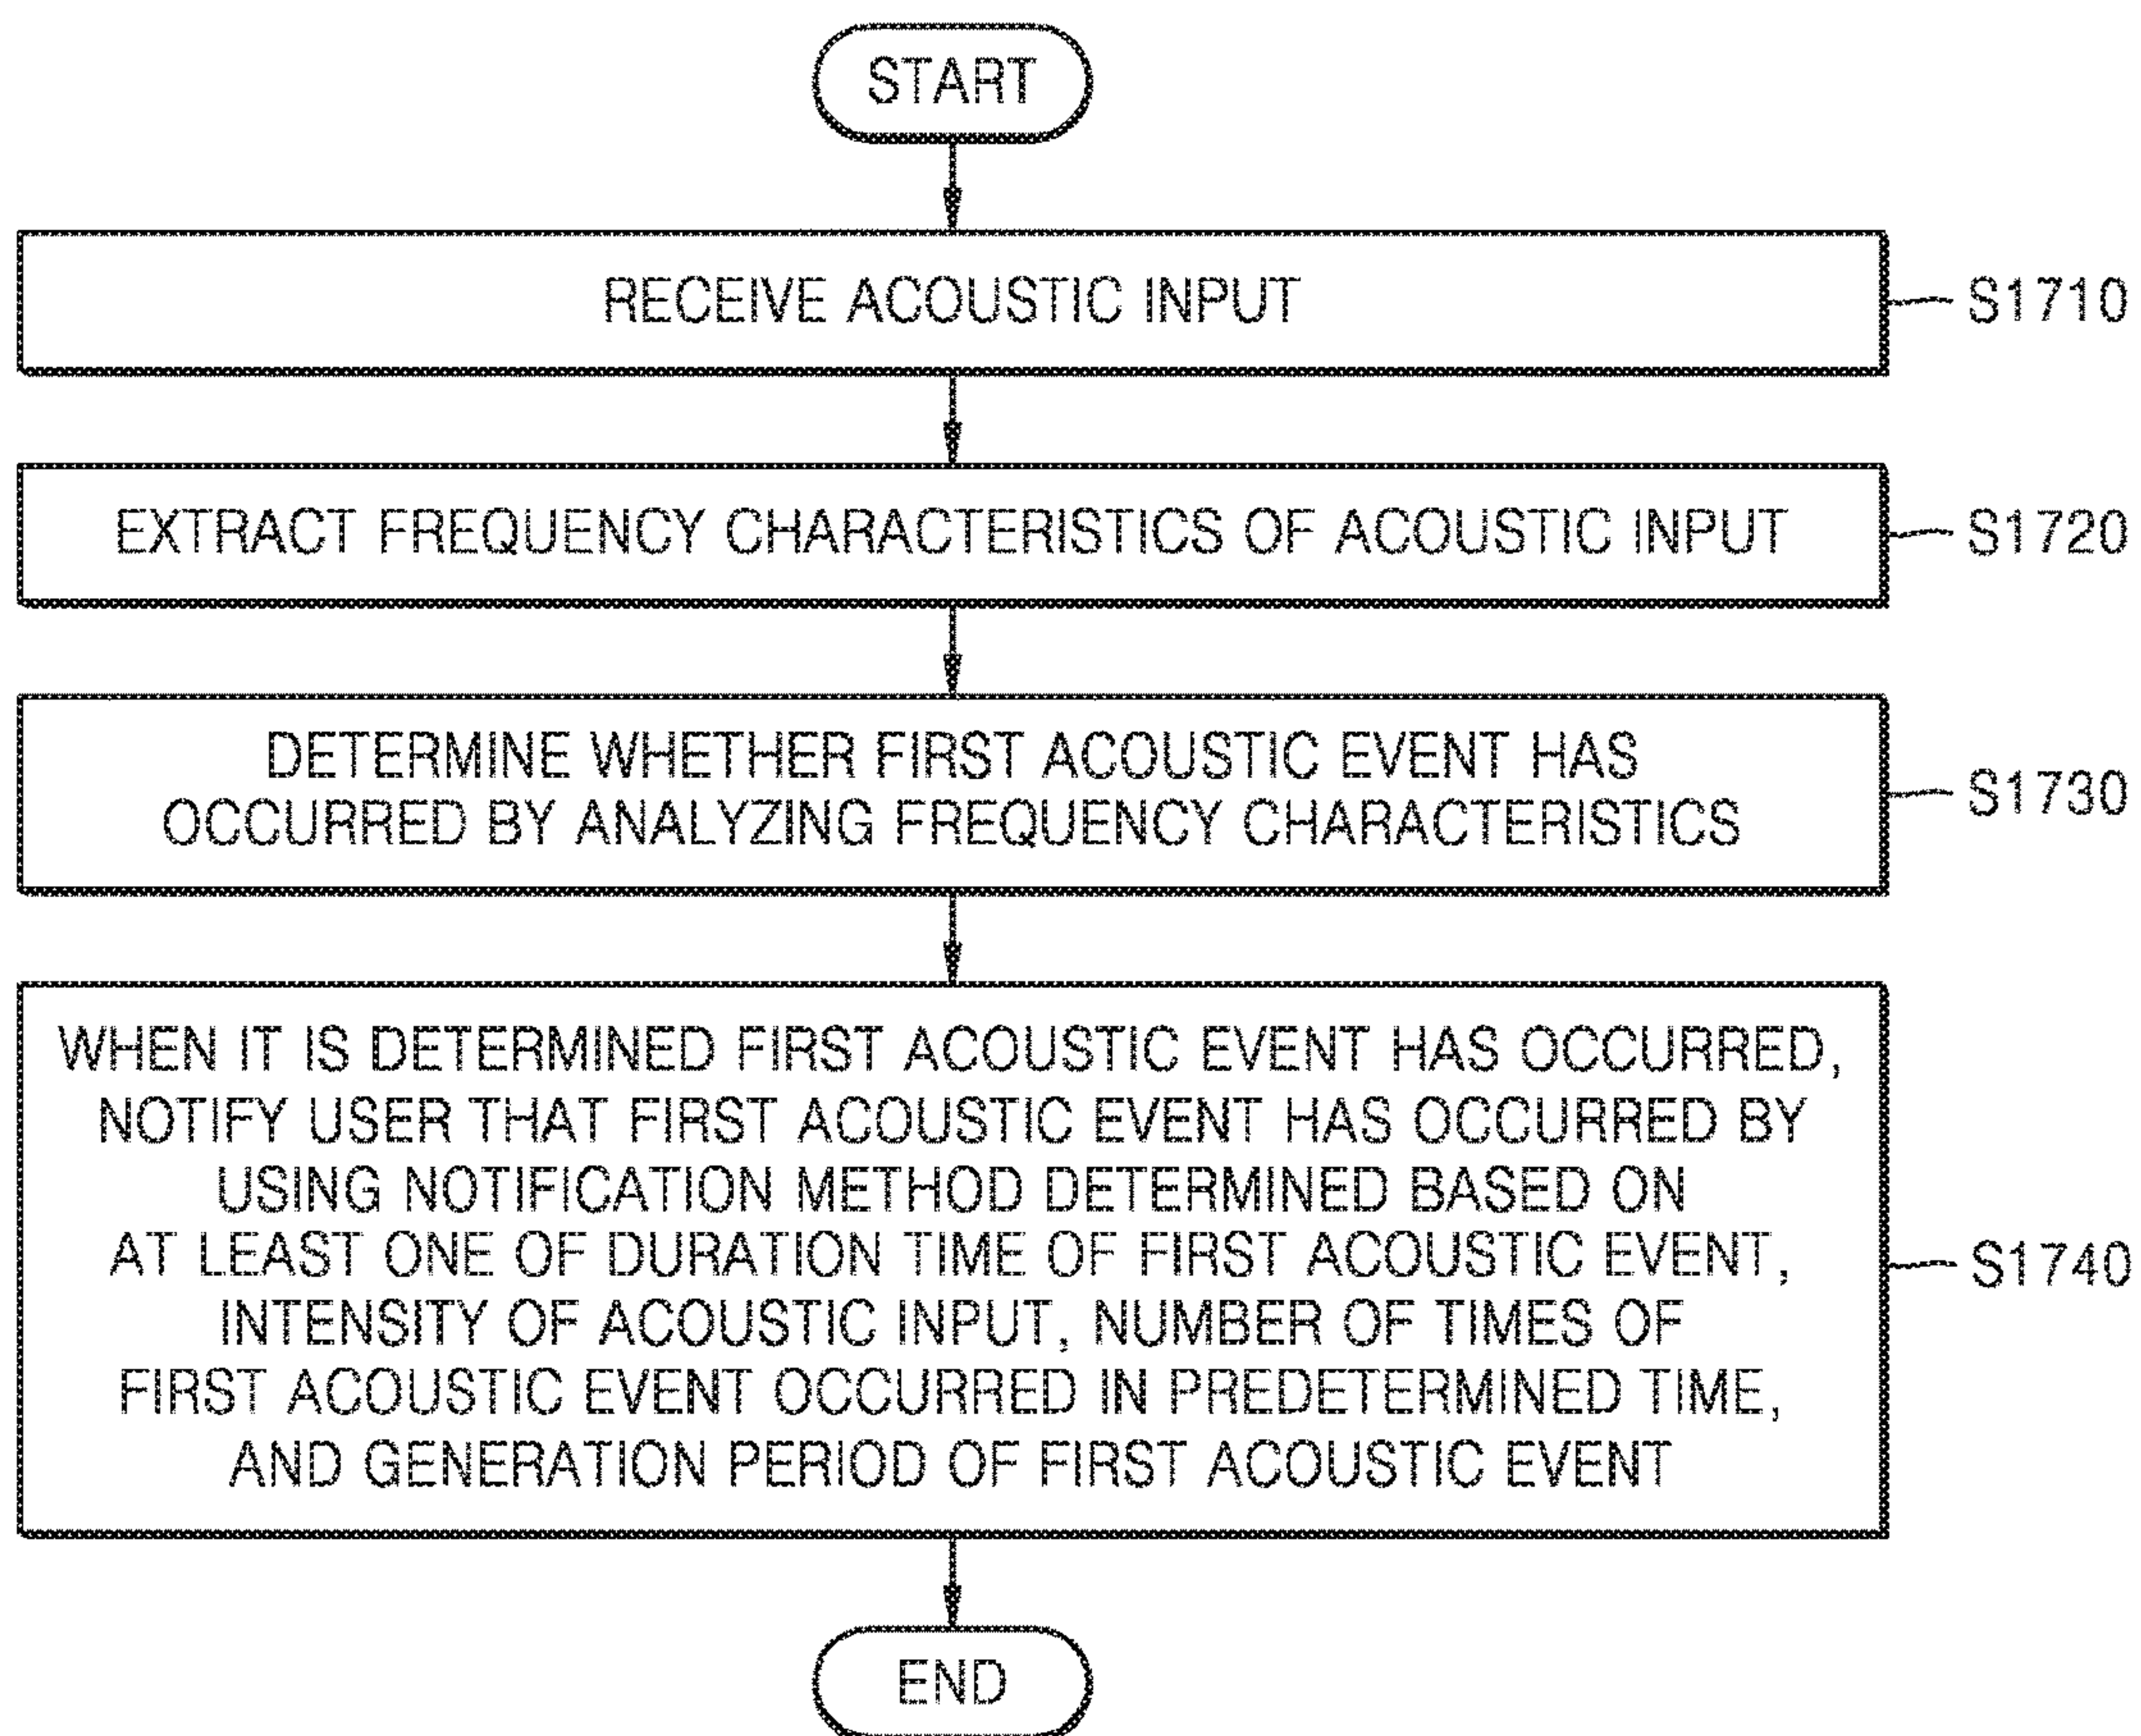 START
RECEIVE ACOUSTIC INPUT
S1710
EXTRACT FREQUENCY CHARACTERISTICS OF ACOUSTIC INPUT
S1720
DETERMINE WHETHER FIRST ACOUSTIC EVENT HAS
OCCURRED BY ANALYZING FREQUENCY CHARACTERISTICS
S1730
WHEN IT IS DETERMINED FIRST ACOUSTIC EVENT HAS OCCURRED,
NOTIFY USER THAT FIRST ACOUSTIC EVENT HAS OCCURRED BY
USING NOTIFICATION METHOD DETERMINED BASED ON
AT LEAST ONE OF DURATION TIME OF FIRST ACOUSTIC EVENT,
INTENSITY OF ACOUSTIC INPUT, NUMBER OF TIMES OF
FIRST ACOUSTIC EVENT OCCURRED IN PREDETERMINED TIME,
AND GENERATION PERIOD OF FIRST ACOUSTIC EVENT
S1740
END